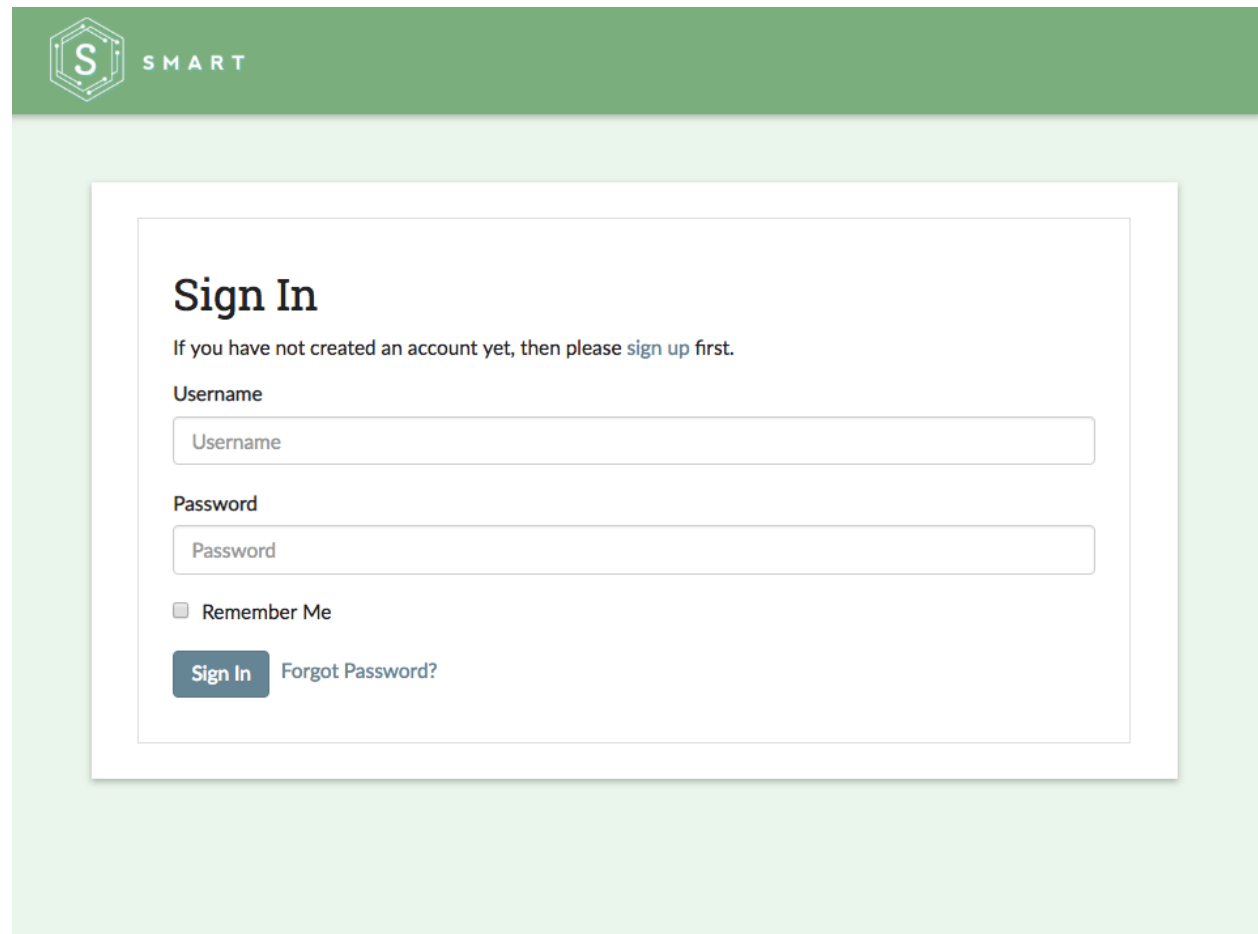 S
SMART
Sign In
If you have not created an account yet, then please sign up first.
Username
Username
Password
Password
Remember Me
Sign In Forgot Password?